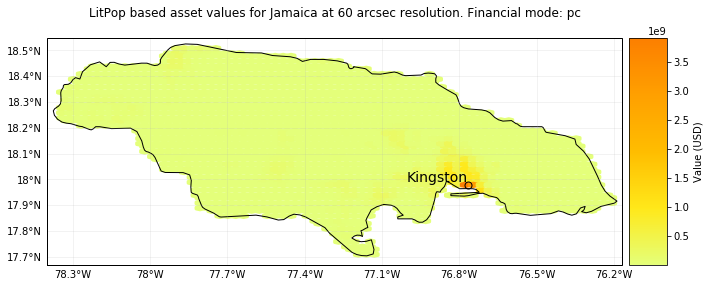 LitPop based asset values for Jamaica at 60 arcsec resolution. Financial mode: pc
1e9
18.5°N
18.4°N
18.3°N
18.2°N
18.1°N
18°N
17.9°N
17.8°N
17.7°N
Kingston
3.5
3.0
2.5
2.0
1.5
1.0
0.5
Value (USD)
78.3°W 78°W 77.7°W 77.4°W 77.1°W 76.8°W 76.5°W 76.2°W